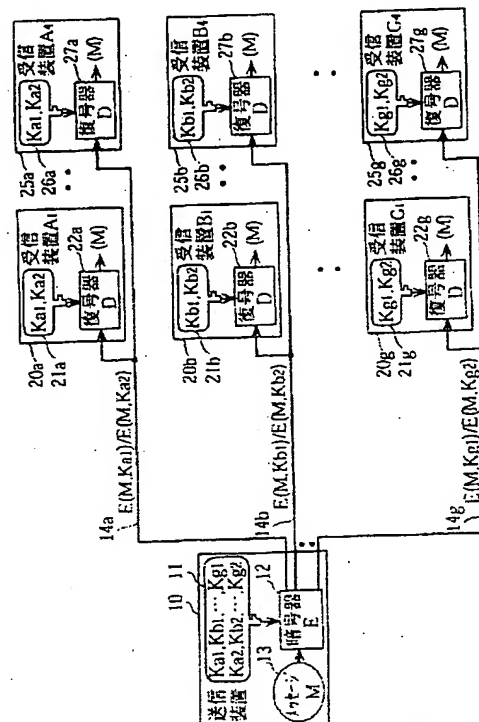 送信
装置
10
11
Ka1,Kb1,…,Kg1
Ka2,Kb2,…,Kg2
12
暗号器
E
13
メッセージ
M
14a
E(M,Ka1)/E(M,Ka2)
14b
E(M,Kb1)/E(M,Kb2)
14g
E(M,Kg1)/E(M,Kg2)
20a
21a
受信
装置A1
Ka1,Ka2
22a
復号器
D
(M)
25a
26a
受信
装置A4
Ka1,Ka2
27a
復号器
D
(M)
20b
21b
受信
装置B1
Kb1,Kb2
22b
復号器
D
(M)
25b
26b
受信
装置B4
Kb1,Kb2
27b
復号器
D
(M)
20g
21g
受信
装置G1
Kg1,Kg2
22g
復号器
D
(M)
25g
26g
受信
装置G4
Kg1,Kg2
27g
復号器
D
(M)